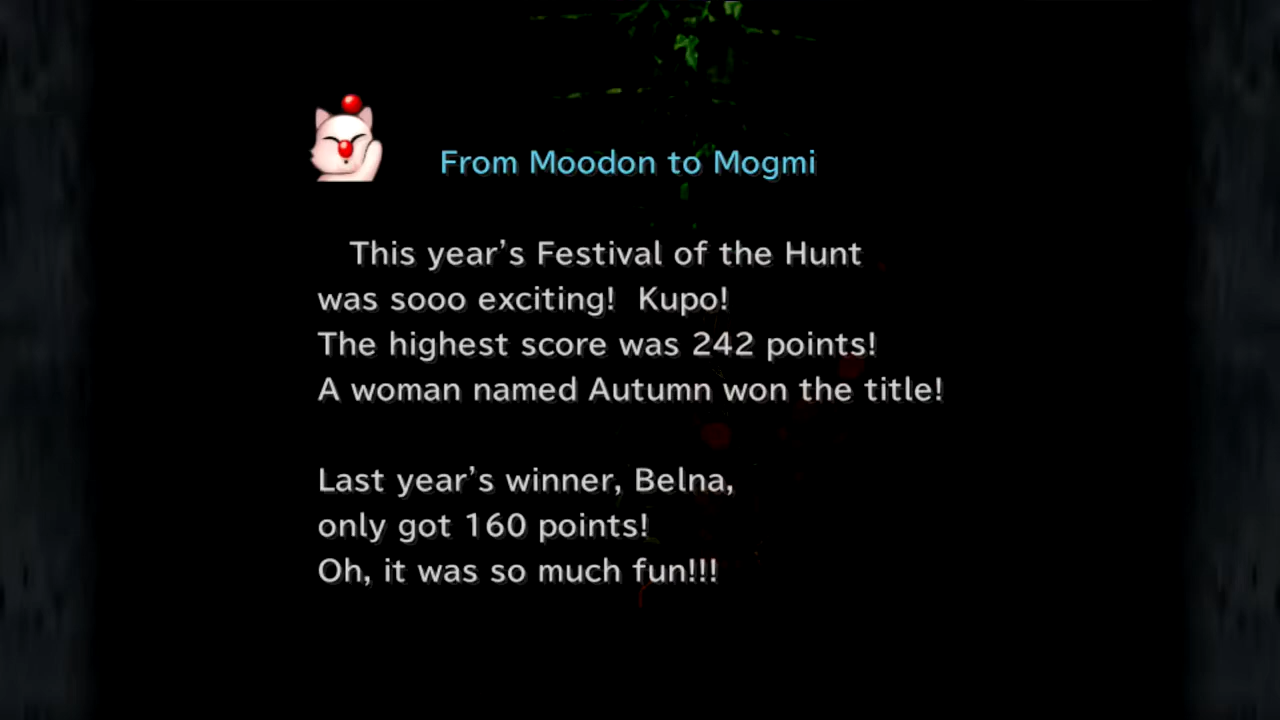 From Moodon to Mogmi
This year's Festival of the Hunt
was sooo exciting!  Kupo!
The highest score was 242 points!
A woman named Autumn won the title!
Last year's winner, Belna,
only got 160 points!
Oh, it was so much fun!!!